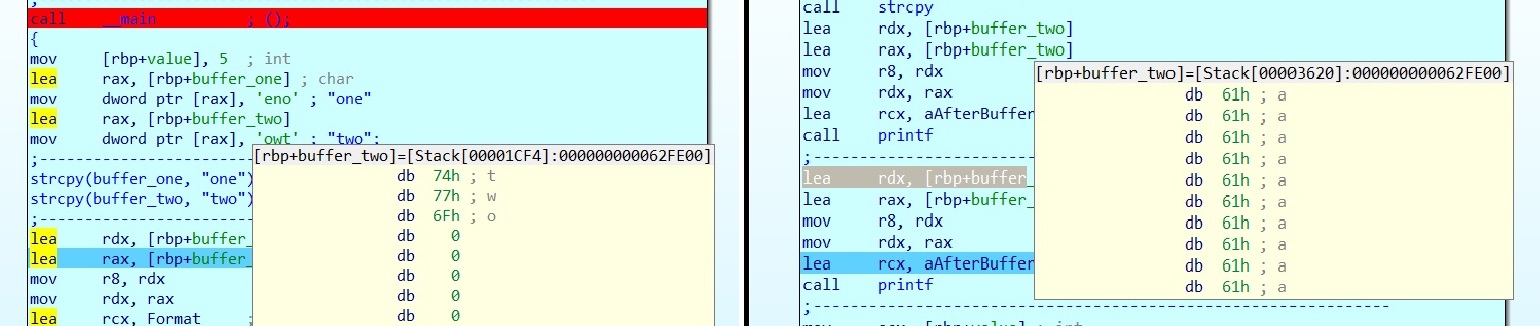 ;
call __main ; ();
{
mov [rbp+value], 5 ; int
lea rax, [rbp+buffer_one] ; char
mov dword ptr [rax], 'eno' ; "one"
lea rax, [rbp+buffer_two]
mov dword ptr [rax], 'owt' ; "two";
;--------------------------
strcpy(buffer_one, "one")
strcpy(buffer_two, "two")
;--------------------------
lea rdx, [rbp+buffer_
lea rax, [rbp+buffer_
mov r8, rdx
mov rdx, rax
lea rcx, Format ;
[rbp+buffer_two]=[Stack[00001CF4]:000000000062FE00]
db 74h ; t
db 77h ; w
db 6Fh ; o
db 0
db 0
db 0
db 0
db 0
call strcpy
lea rdx, [rbp+buffer_two]
lea rax, [rbp+buffer_two]
mov r8, rdx
mov rdx, rax
lea rcx, aAfterBuffer
call printf
;--------------------------
lea rdx, [rbp+buffer_
lea rax, [rbp+buffer_
mov r8, rdx
mov rdx, rax
lea rcx, aAfterBuffer
call printf
;-----------------------------------------------------------------
[rbp+buffer_two]=[Stack[00003620]:000000000062FE00]
db 61h ; a
db 61h ; a
db 61h ; a
db 61h ; a
db 61h ; a
db 61h ; a
db 61h ; a
db 61h ; a
db 61h ; a
db 61h ; a